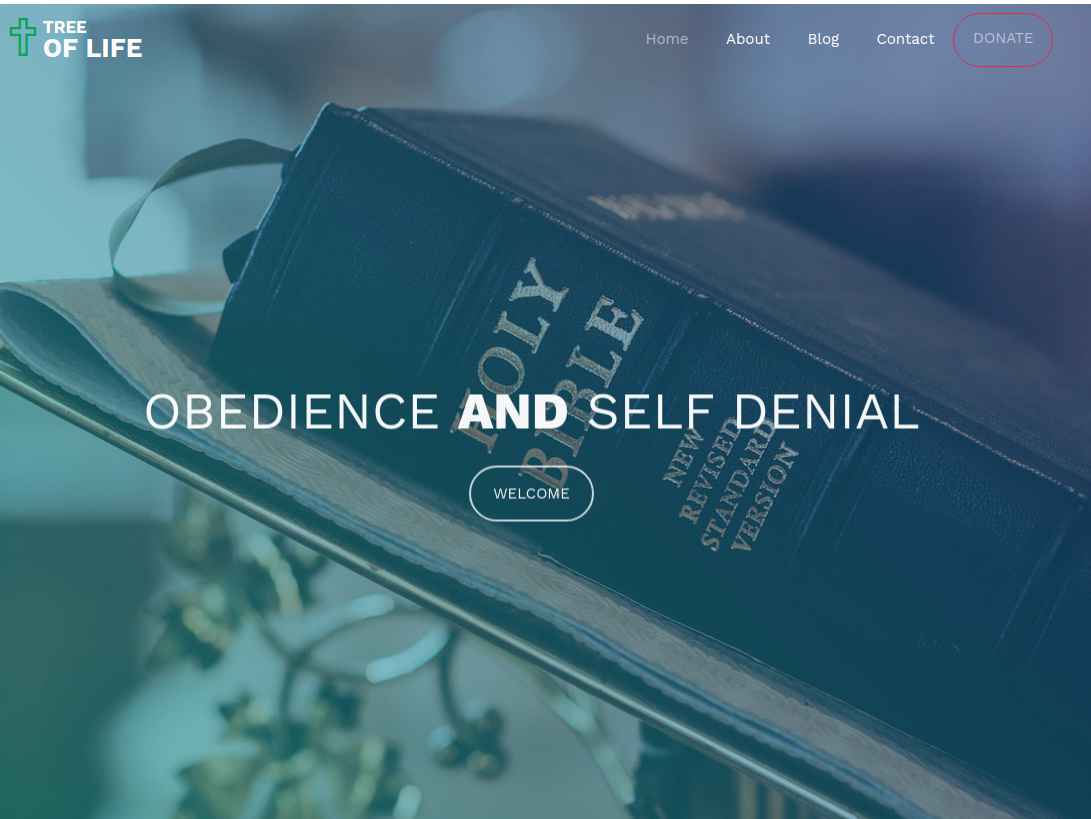 TREE
OF LIFE
Home About Blog Contact DONATE
HOLY
BIBLE
NEW
REVISED
STANDARD
VERSION
OBEDIENCE AND SELF DENIAL
WELCOME